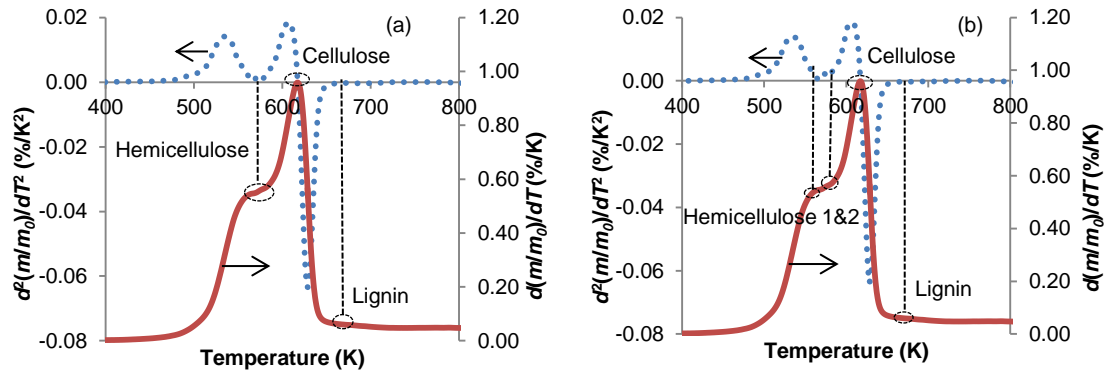 (a)
0.02
0.00
-0.02
-0.04
-0.06
-0.08
d²(m/m₀)/dT² (%/K²)
400 500 600 700 800
1.20
1.00
0.80
0.60
0.40
0.20
0.00
d(m/m₀)/dT (%/K)
Cellulose
Hemicellulose
Lignin
Temperature (K)
(b)
0.02
0.00
-0.02
-0.04
-0.06
-0.08
d²(m/m₀)/dT² (%/K²)
400 500 600 700 800
1.20
1.00
0.80
0.60
0.40
0.20
0.00
d(m/m₀)/dT (%/K)
Cellulose
Hemicellulose 1&2
Lignin
Temperature (K)